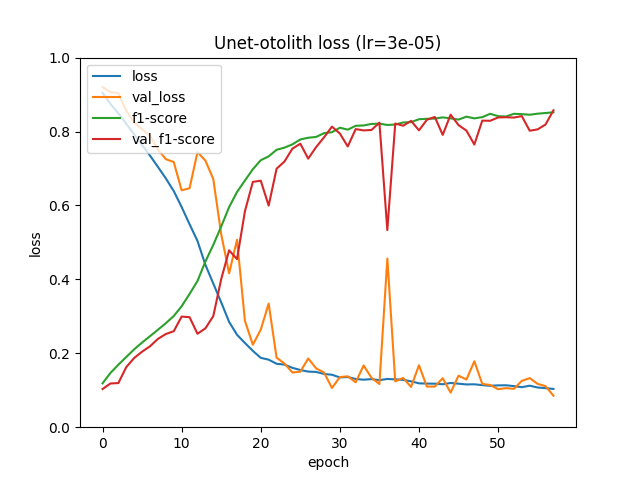 Unet-otolith loss (lr=3e-05)
loss
val_loss
f1-score
val_f1-score
1.0
0.8
0.6
0.4
0.2
0.0
loss
0 10 20 30 40 50
epoch